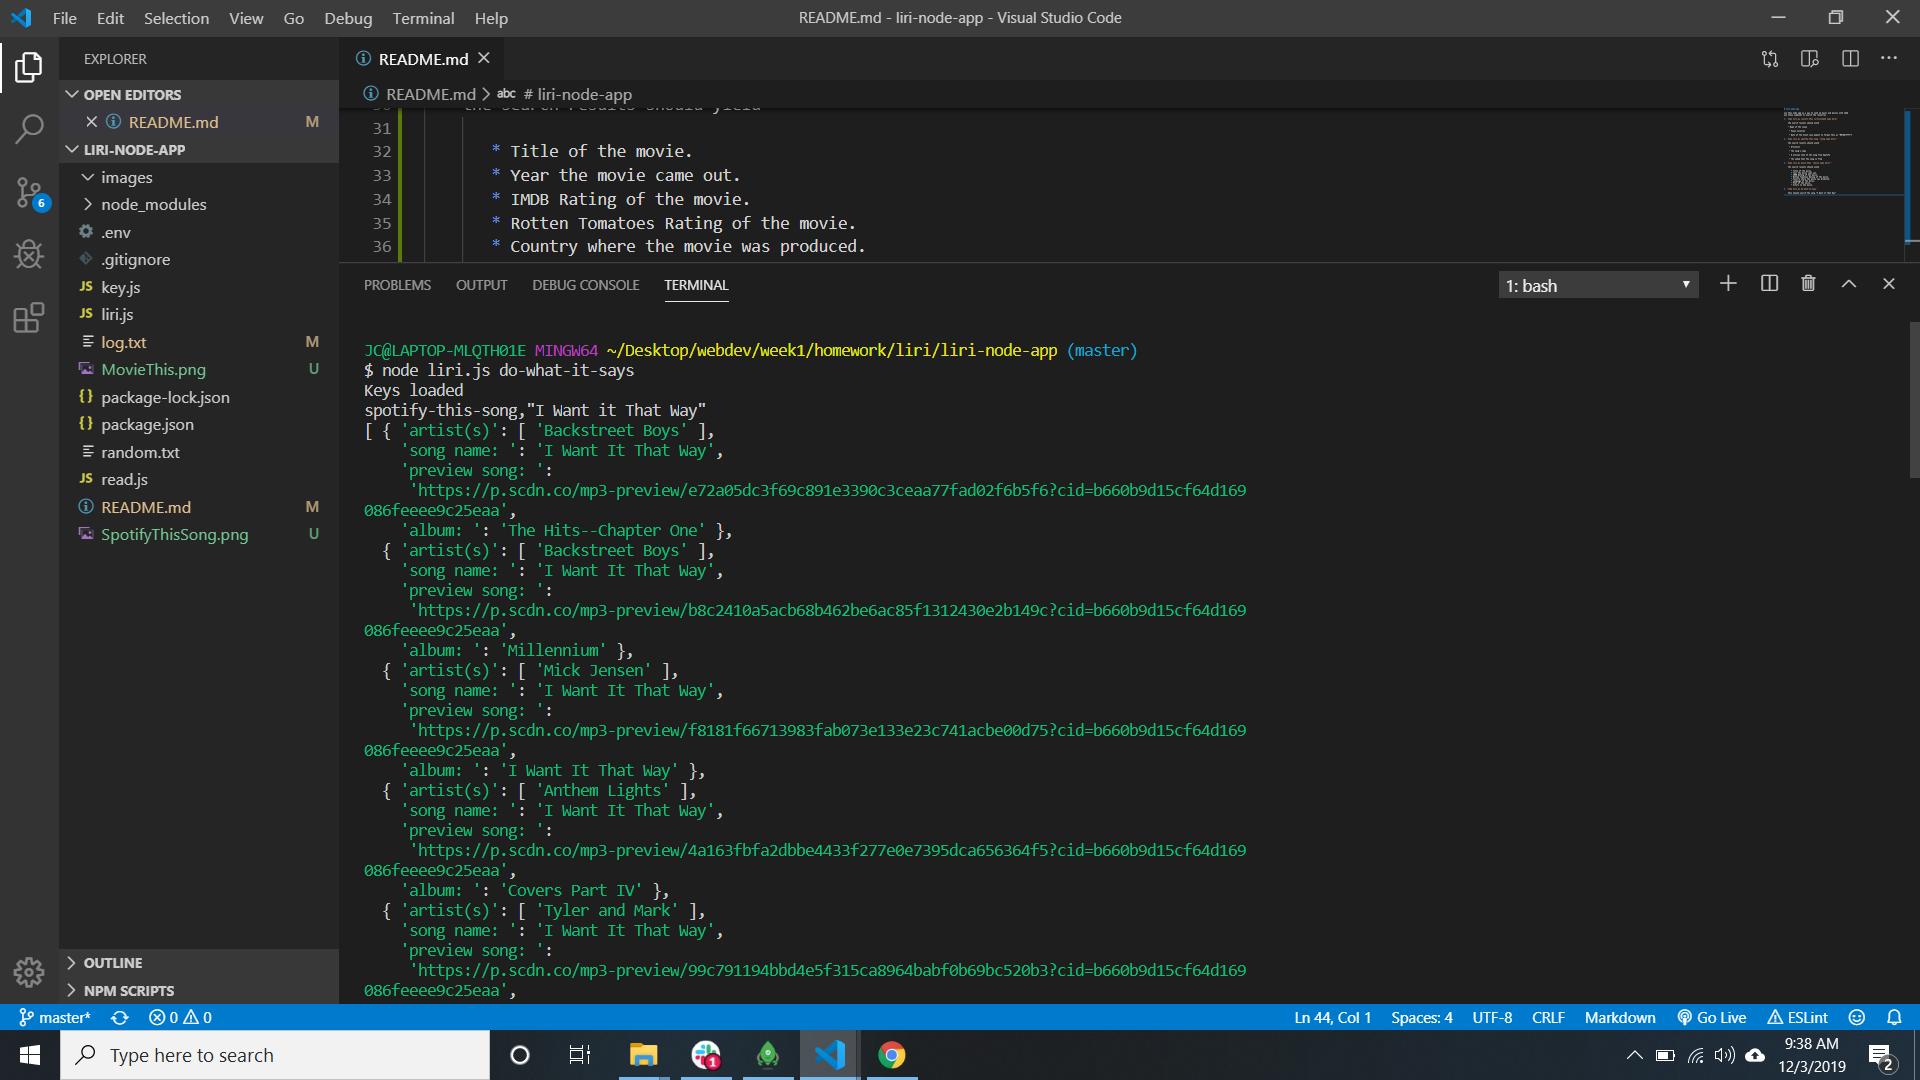 File Edit Selection View Go Debug Terminal Help
README.md - liri-node-app - Visual Studio Code
EXPLORER
OPEN EDITORS
README.md M
LIRI-NODE-APP
images
node_modules
.env
.gitignore
JS key.js
JS liri.js
log.txt M
MovieThis.png U
{} package-lock.json
{} package.json
random.txt
JS read.js
README.md M
SpotifyThisSong.png U
OUTLINE
NPM SCRIPTS
6
README.md
README.md > abc # liri-node-app
30 the search results should yield
31
32 * Title of the movie.
33 * Year the movie came out.
34 * IMDB Rating of the movie.
35 * Rotten Tomatoes Rating of the movie.
36 * Country where the movie was produced.
PROBLEMS OUTPUT DEBUG CONSOLE TERMINAL
1: bash
JC@LAPTOP-MLQTH01E MINGW64 ~/Desktop/webdev/week1/homework/liri/liri-node-app (master)
$ node liri.js do-what-it-says
Keys loaded
spotify-this-song,"I Want it That Way"
[ { 'artist(s)': [ 'Backstreet Boys' ],
'song name: ': 'I Want It That Way',
'preview song: ':
'https://p.scdn.co/mp3-preview/e72a05dc3f69c891e3390c3ceaa77fad02f6b5f6?cid=b660b9d15cf64d169
086feeee9c25eaa',
'album: ': 'The Hits--Chapter One' },
{ 'artist(s)': [ 'Backstreet Boys' ],
'song name: ': 'I Want It That Way',
'preview song: ':
'https://p.scdn.co/mp3-preview/b8c2410a5acb68b462be6ac85f1312430e2b149c?cid=b660b9d15cf64d169
086feeee9c25eaa',
'album: ': 'Millennium' },
{ 'artist(s)': [ 'Mick Jensen' ],
'song name: ': 'I Want It That Way',
'preview song: ':
'https://p.scdn.co/mp3-preview/f8181f66713983fab073e133e23c741acbe00d75?cid=b660b9d15cf64d169
086feeee9c25eaa',
'album: ': 'I Want It That Way' },
{ 'artist(s)': [ 'Anthem Lights' ],
'song name: ': 'I Want It That Way',
'preview song: ':
'https://p.scdn.co/mp3-preview/4a163fbfa2dbbe4433f277e0e7395dca656364f5?cid=b660b9d15cf64d169
086feeee9c25eaa',
'album: ': 'Covers Part IV' },
{ 'artist(s)': [ 'Tyler and Mark' ],
'song name: ': 'I Want It That Way',
'preview song: ':
'https://p.scdn.co/mp3-preview/99c791194bbd4e5f315ca8964babf0b69bc520b3?cid=b660b9d15cf64d169
086feeee9c25eaa',
master* 0 0
Ln 44, Col 1 Spaces: 4 UTF-8 CRLF Markdown Go Live ESLint
Type here to search
1
9:38 AM
12/3/2019
2